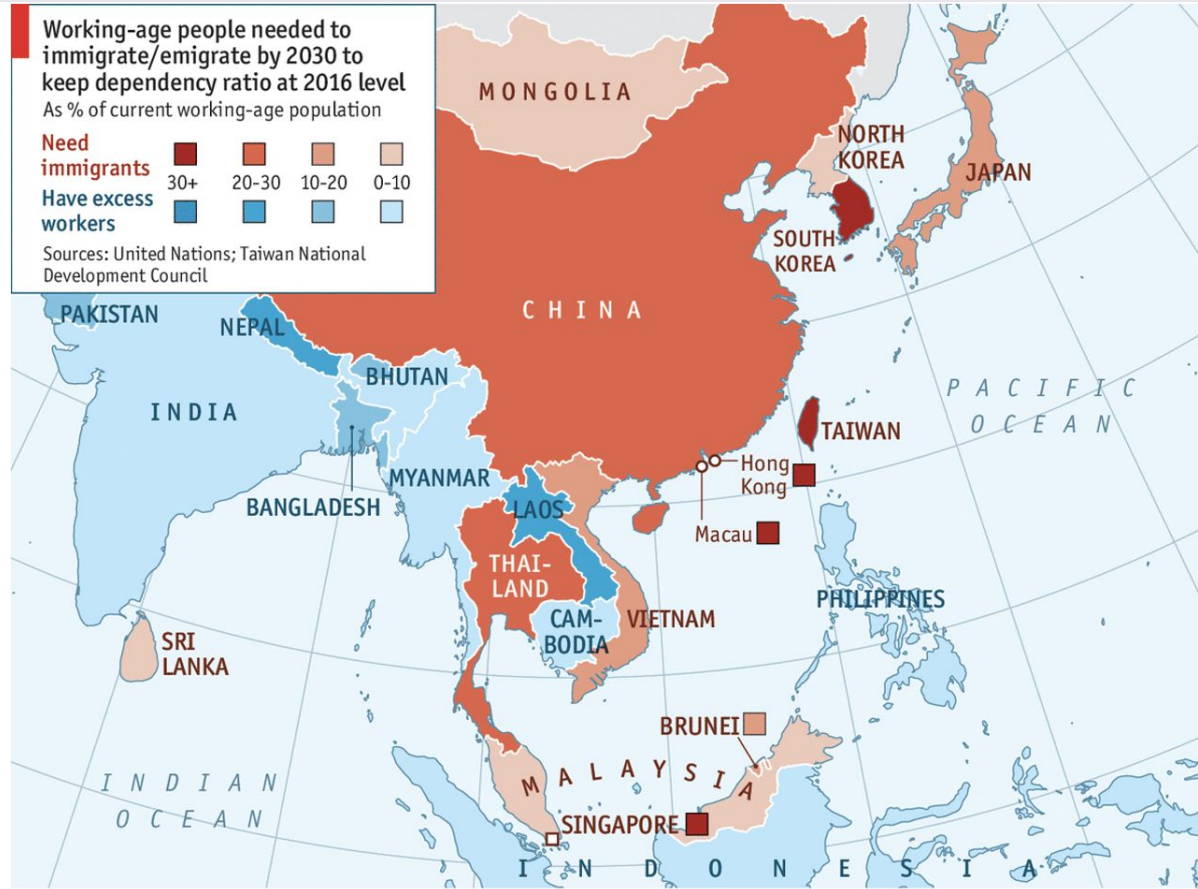 Working-age people needed to
immigrate/emigrate by 2030 to
keep dependency ratio at 2016 level
As % of current working-age population
Need
immigrants
30+ 20-30 10-20 0-10
Have excess
workers
Sources: United Nations; Taiwan National
Development Council
MONGOLIA
NORTH
KOREA
JAPAN
SOUTH
KOREA
CHINA
PAKISTAN
NEPAL
BHUTAN
INDIA
PACIFIC
OCEAN
TAIWAN
Hong
Kong
MYANMAR
BANGLADESH
LAOS
Macau
THAI-
LAND
PHILIPPINES
CAM-
BODIA
VIETNAM
SRI
LANKA
BRUNEI
MALAYSIA
INDIAN
OCEAN
SINGAPORE
INDONESIA